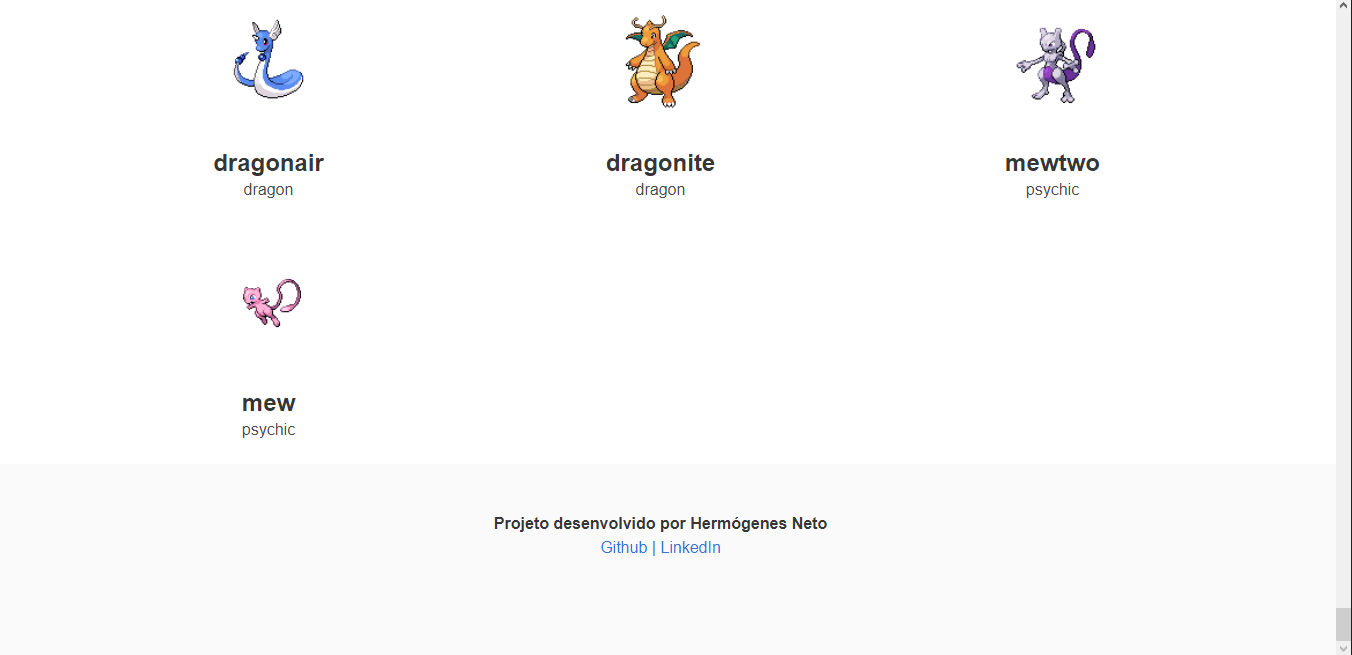 dragonair
dragon
dragonite
dragon
mewtwo
psychic
mew
psychic
Projeto desenvolvido por Hermógenes Neto
Github | LinkedIn